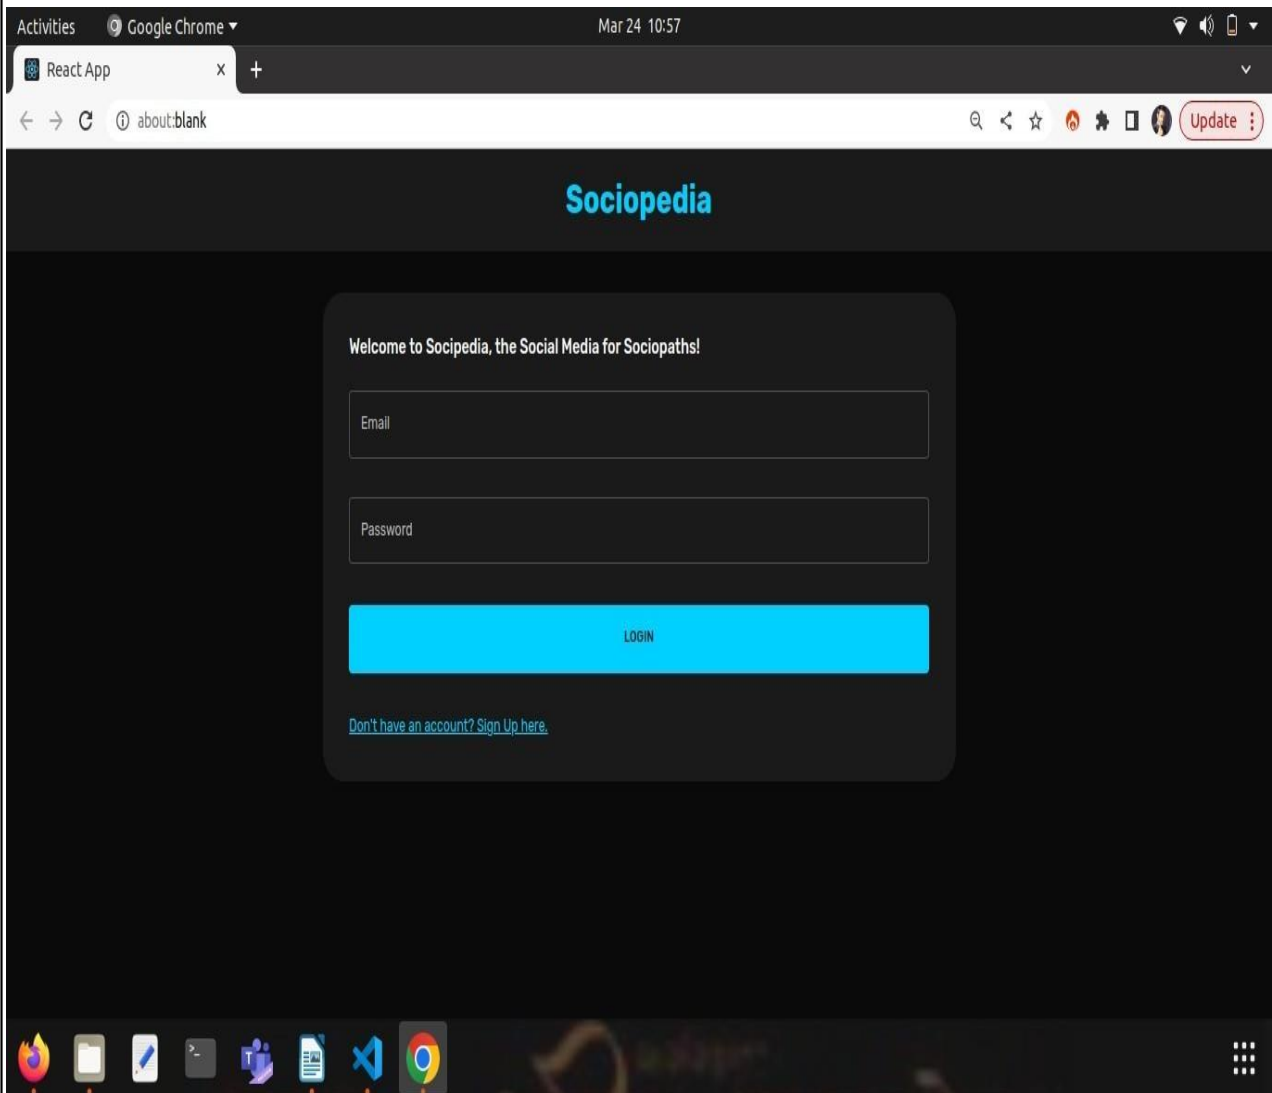 Activities Google Chrome Mar 24 10:57
React App
about:blank Update
Sociopedia
Welcome to Socipedia, the Social Media for Sociopaths!
Email
Password
LOGIN
Don't have an account? Sign Up here.